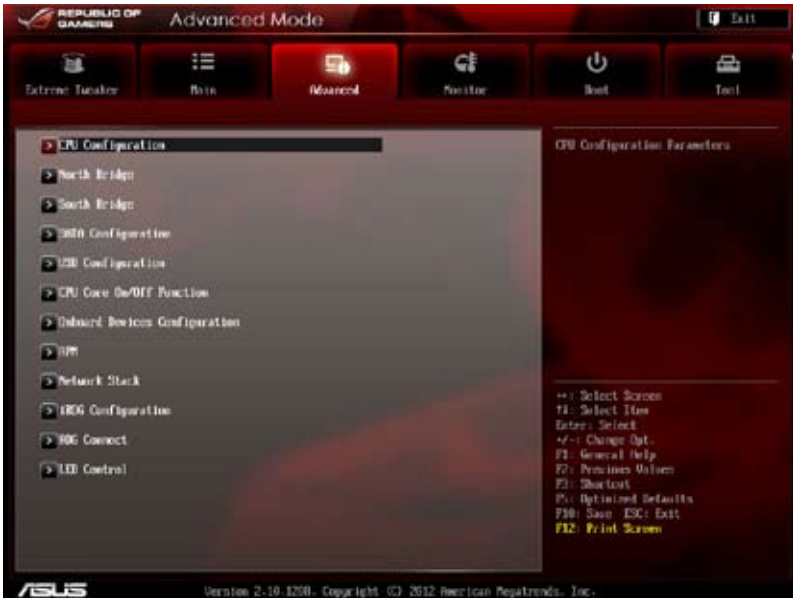 REPUBLIC OF
GAMERS
Advanced Mode
Exit
Extreme Tweaker
Main
Advanced
Monitor
Boot
Tool
CPU Configuration
North Bridge
South Bridge
SATA Configuration
USB Configuration
CPU Core On/Off Function
Onboard Devices Configuration
APM
Network Stack
iROG Configuration
ROG Connect
LED Control
CPU Configuration Parameters
→←: Select Screen
↑↓: Select Item
Enter: Select
+/-: Change Opt.
F1: General Help
F2: Previous Values
F3: Shortcut
F5: Optimized Defaults
F10: Save ESC: Exit
F12: Print Screen
ASUS
Version 2.10.1208. Copyright (C) 2012 American Megatrends, Inc.